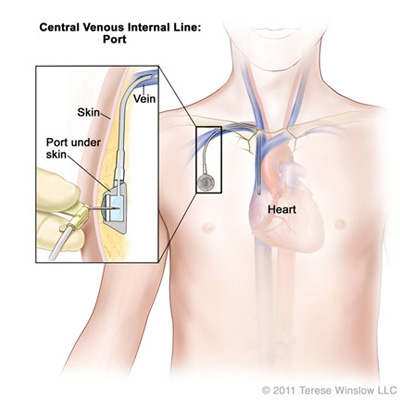 Central Venous Internal Line:
Port
Vein
Skin
Port under
skin
Heart
© 2011 Terese Winslow LLC